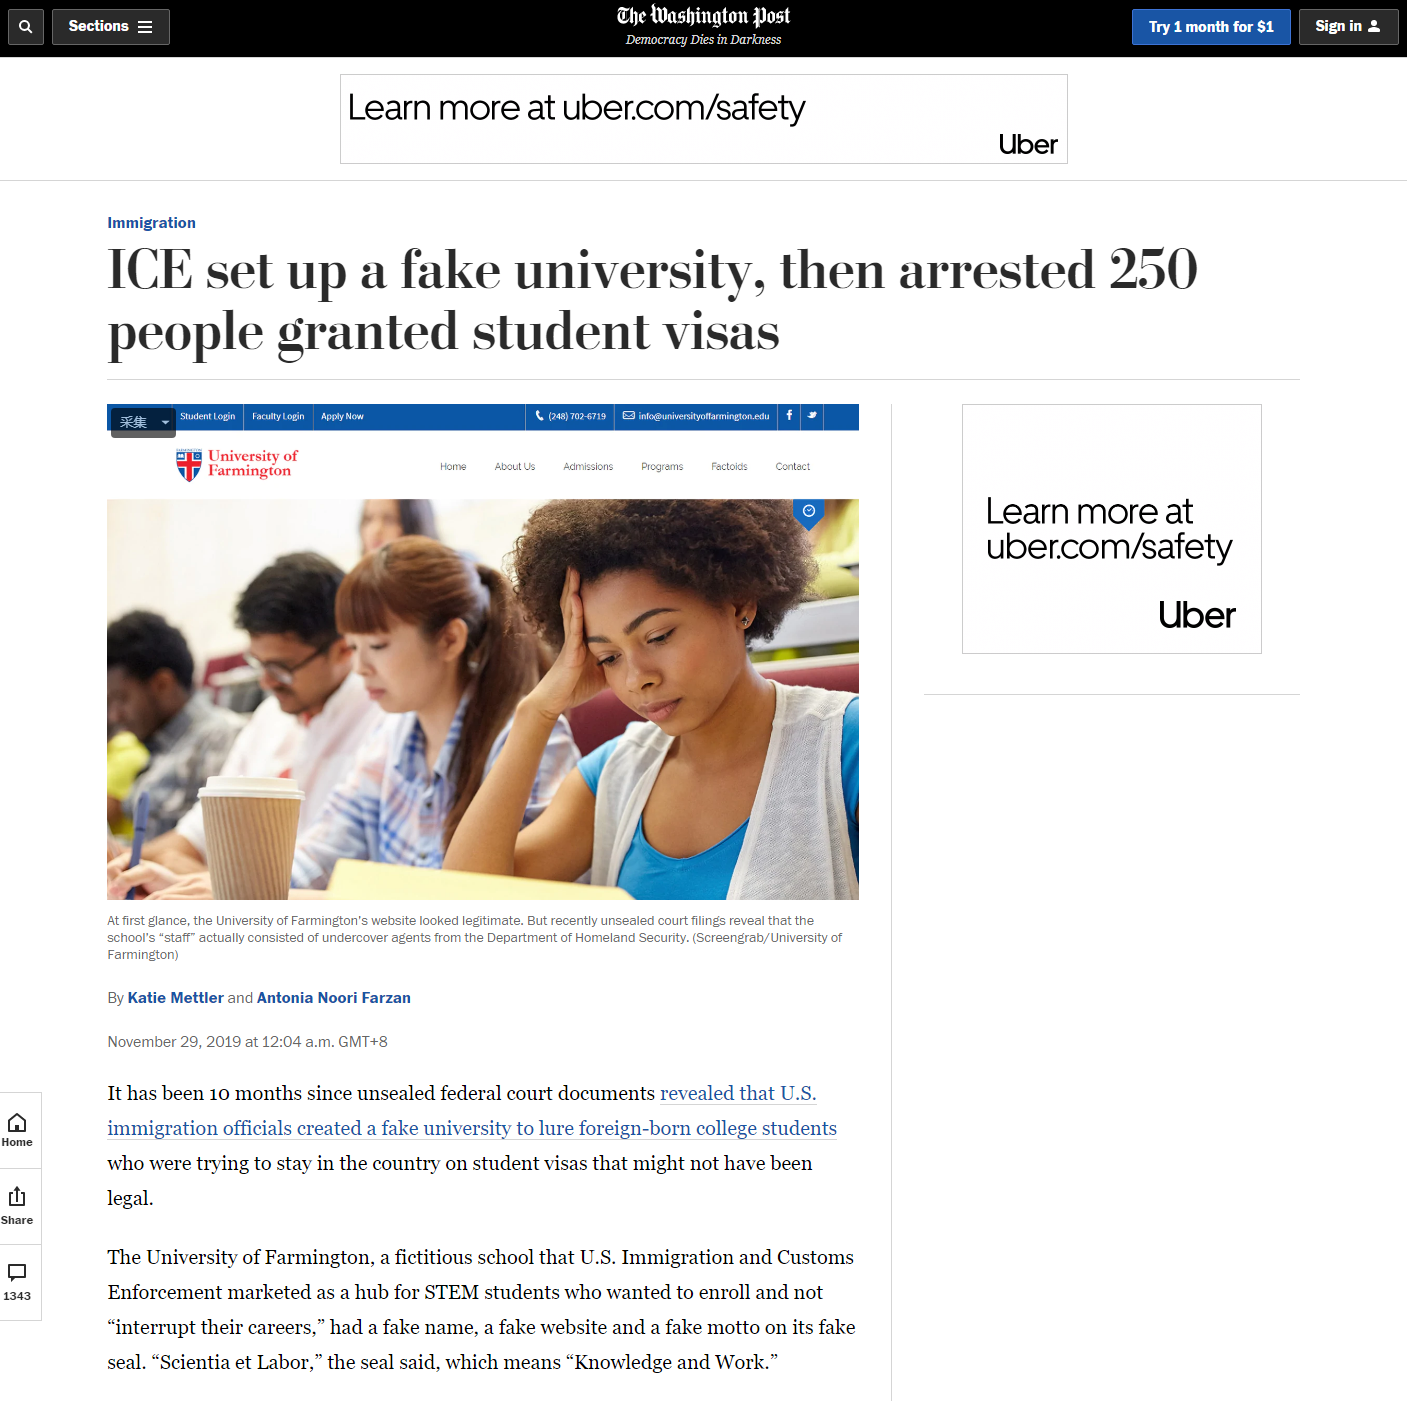 Sections
The Washington Post
Democracy Dies in Darkness
Try 1 month for $1
Sign in
Learn more at uber.com/safety
Uber
Immigration
ICE set up a fake university, then arrested 250
people granted student visas
采集
Student Login
Faculty Login
Apply Now
(248) 702-6719
info@universityoffarmington.edu
University of
Farmington
Home
About Us
Admissions
Programs
Factoids
Contact
Learn more at
uber.com/safety
Uber
At first glance, the University of Farmington's website looked legitimate. But recently unsealed court filings reveal that the
school's “staff” actually consisted of undercover agents from the Department of Homeland Security. (Screengrab/University of
Farmington)
By Katie Mettler and Antonia Noori Farzan
November 29, 2019 at 12:04 a.m. GMT+8
It has been 10 months since unsealed federal court documents revealed that U.S.
immigration officials created a fake university to lure foreign-born college students
who were trying to stay in the country on student visas that might not have been
legal.
The University of Farmington, a fictitious school that U.S. Immigration and Customs
Enforcement marketed as a hub for STEM students who wanted to enroll and not
“interrupt their careers,” had a fake name, a fake website and a fake motto on its fake
seal. “Scientia et Labor,” the seal said, which means “Knowledge and Work.”
Home
Share
1343